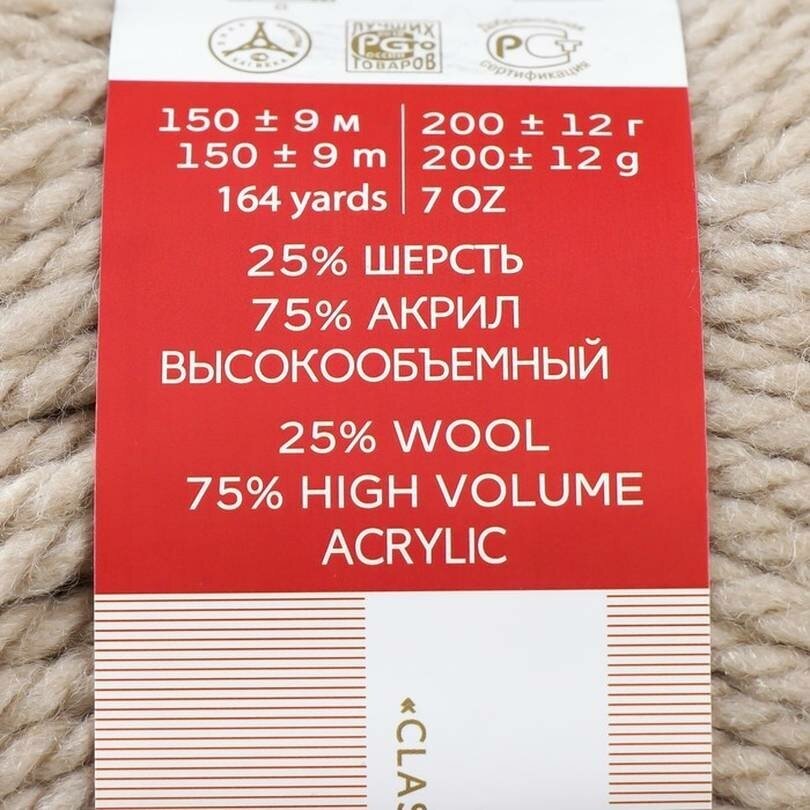 ЛУЧШИХ
ТОВАРОВ
Добровольная
сертификация
150 ± 9 м
200 ± 12 г
150 ± 9 m
200± 12 g
164 yards
7 OZ
25% ШЕРСТЬ
75% АКРИЛ
ВЫСОКООБЪЕМНЫЙ
25% WOOL
75% HIGH VOLUME
ACRYLIC
«CLAS